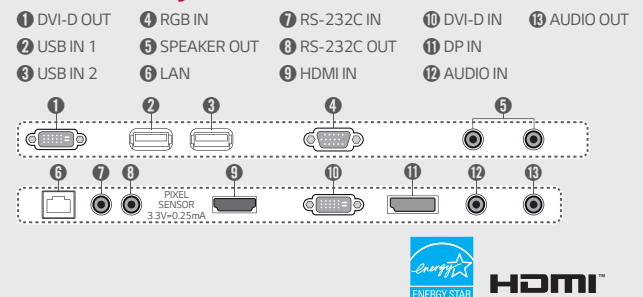 ❶ DVI-D OUT ❹ RGB IN ❼ RS-232C IN ❿ DVI-D IN ⓭ AUDIO OUT
❷ USB IN 1 ❺ SPEAKER OUT ❽ RS-232C OUT ⓫ DP IN
❸ USB IN 2 ❻ LAN ❾ HDMI IN ⓬ AUDIO IN
❶ ❷ ❸ ❹ ❺
❻ ❼ ❽ ❾ ❿ ⓫ ⓬ ⓭
PIXEL
SENSOR
3.3V=0.25mA
energy
ENERGY STAR
HDMI™